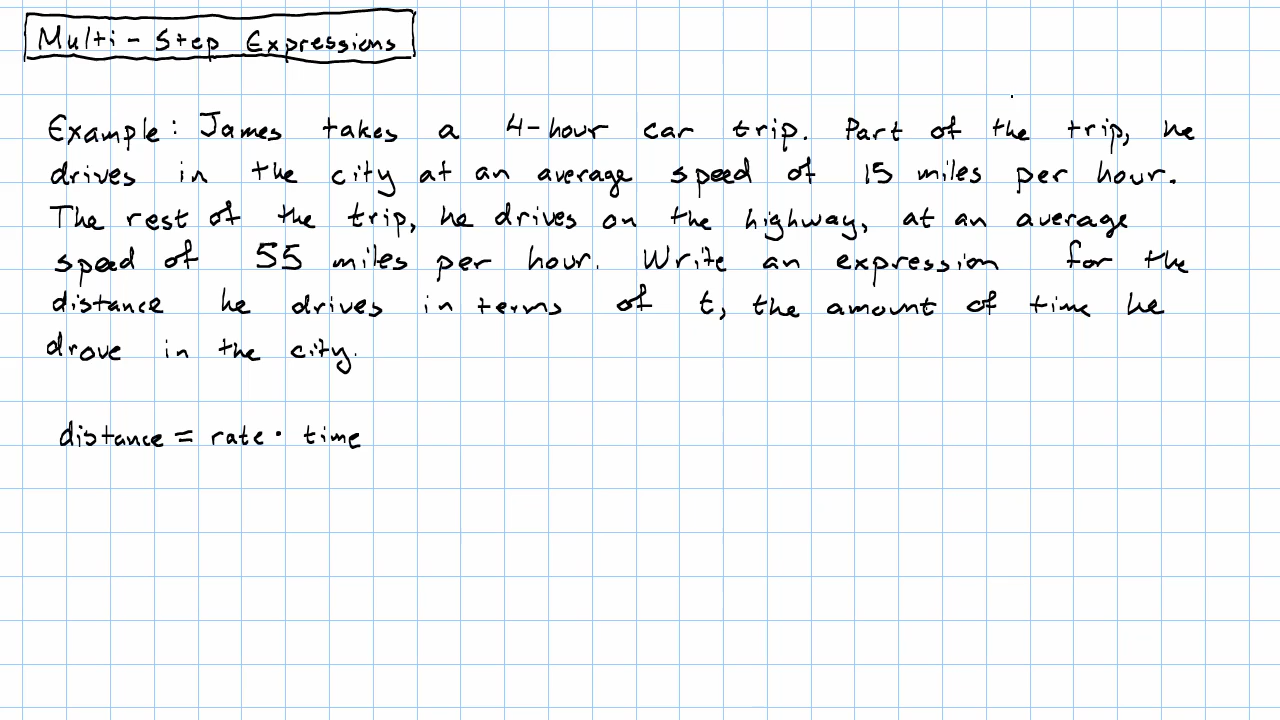 Multi-Step Expressions
Example: James takes a 4-hour car trip. Part of the trip, he
drives in the city at an average speed of 15 miles per hour.
The rest of the trip, he drives on the highway, at an average
speed of 55 miles per hour. Write an expression for the
distance he drives in terms of t, the amount of time he
drove in the city.
distance = rate · time